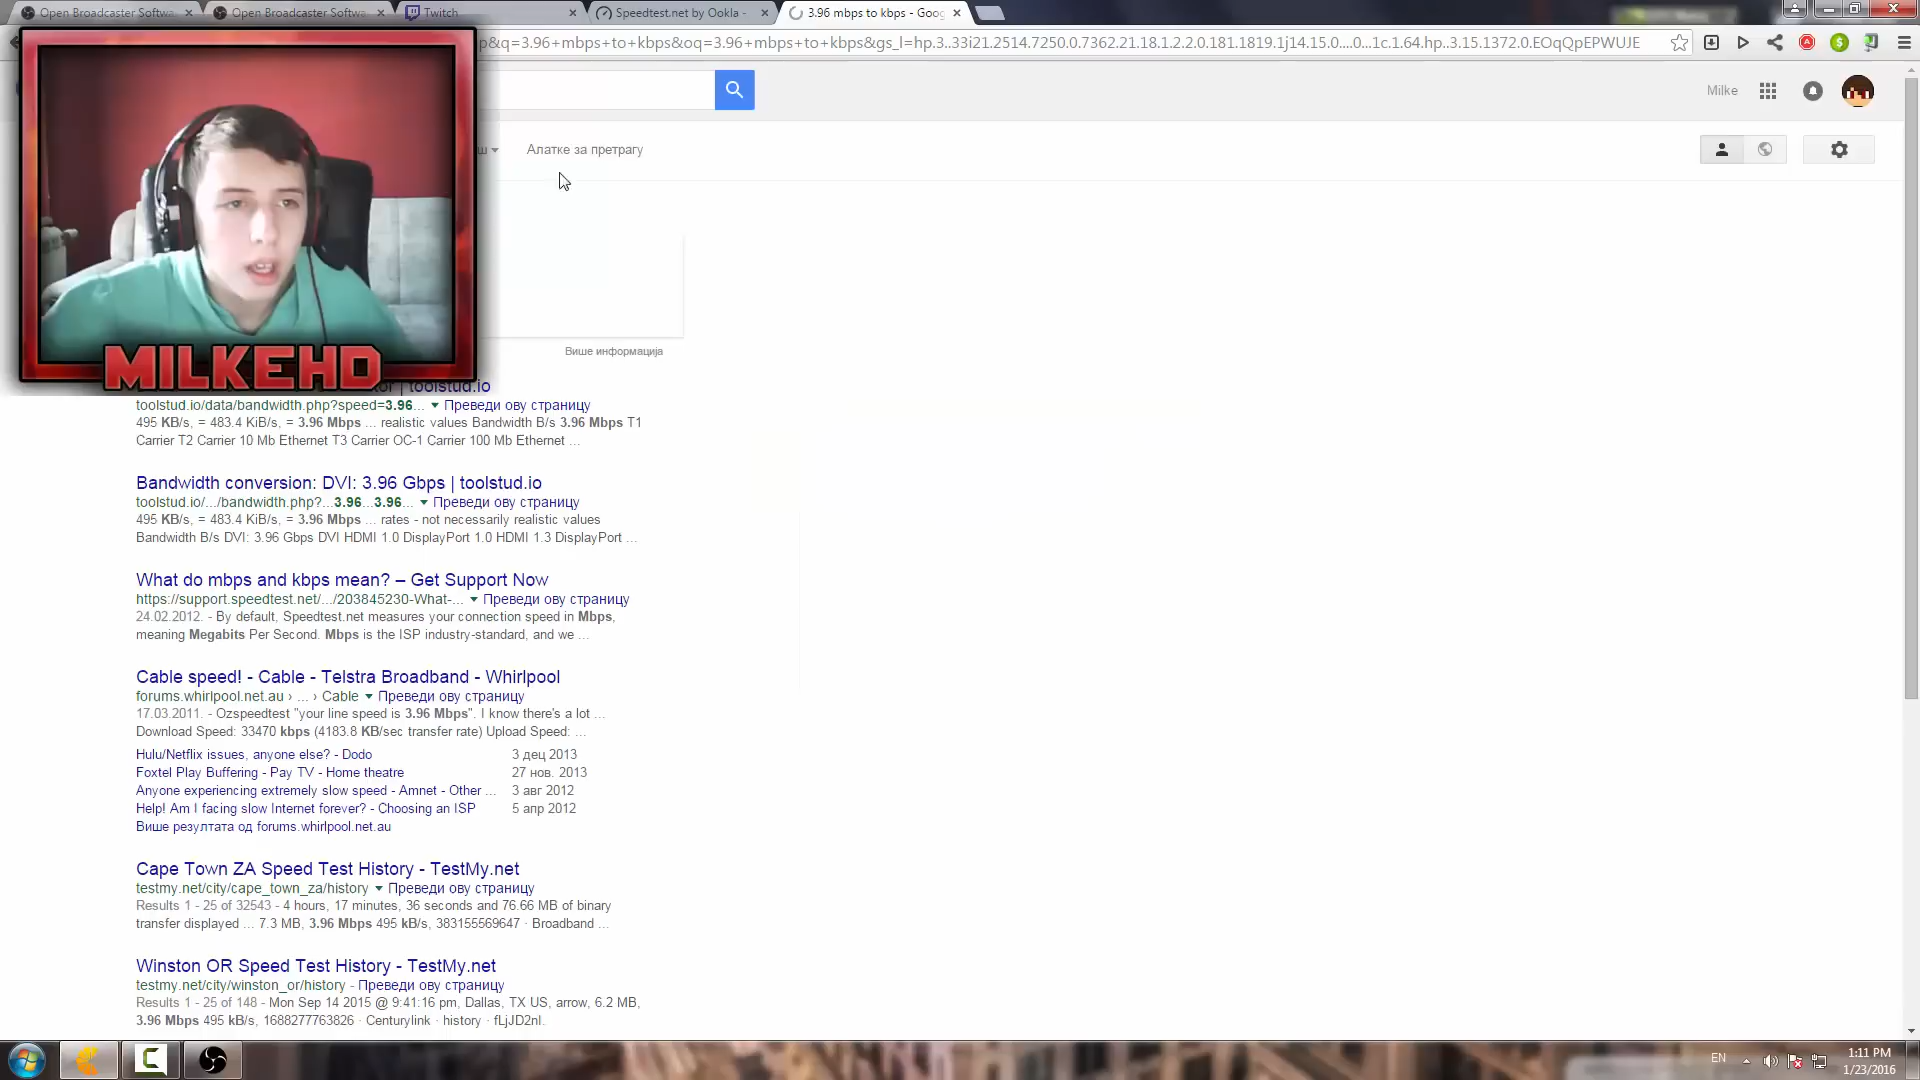 Open Broadcaster Softwa
Open Broadcaster Softwa
Twitch
Speedtest.net by Ookla -
3.96 mbps to kbps - Goog
p&q=3.96+mbps+to+kbps&oq=3.96+mbps+to+kbps&gs_l=hp.3..33i21.2514.7250.0.7362.21.18.1.2.2.0.181.1819.1j14.15.0....0...1c.1.64.hp..3.15.1372.0.EOqQpEPWUJE
Milke
ш
Алатке за претрагу
Више информација
MILKEHD
| toolstud.io
toolstud.io/data/bandwidth.php?speed=3.96... Преведи ову страницу
495 KB/s, = 483.4 KiB/s, = 3.96 Mbps ... realistic values Bandwidth B/s 3.96 Mbps T1
Carrier T2 Carrier 10 Mb Ethernet T3 Carrier OC-1 Carrier 100 Mb Ethernet ...
Bandwidth conversion: DVI: 3.96 Gbps | toolstud.io
toolstud.io/.../bandwidth.php?...3.96...3.96... Преведи ову страницу
495 KB/s, = 483.4 KiB/s, = 3.96 Mbps ... rates - not necessarily realistic values
Bandwidth B/s DVI: 3.96 Gbps DVI HDMI 1.0 DisplayPort 1.0 HDMI 1.3 DisplayPort ...
What do mbps and kbps mean? – Get Support Now
https://support.speedtest.net/.../203845230-What-... Преведи ову страницу
24.02.2012. - By default, Speedtest.net measures your connection speed in Mbps,
meaning Megabits Per Second. Mbps is the ISP industry-standard, and we ...
Cable speed! - Cable - Telstra Broadband - Whirlpool
forums.whirlpool.net.au › ... › Cable Преведи ову страницу
17.03.2011. - Ozspeedtest "your line speed is 3.96 Mbps". I know there's a lot ...
Download Speed: 33470 kbps (4183.8 KB/sec transfer rate) Upload Speed: ...
Hulu/Netflix issues, anyone else? - Dodo 3 дец 2013
Foxtel Play Buffering - Pay TV - Home theatre 27 нов. 2013
Anyone experiencing extremely slow speed - Amnet - Other ... 3 авг 2012
Help! Am I facing slow Internet forever? - Choosing an ISP 5 апр 2012
Више резултата од forums.whirlpool.net.au
Cape Town ZA Speed Test History - TestMy.net
testmy.net/city/cape_town_za/history Преведи ову страницу
Results 1 - 25 of 32543 - 4 hours, 17 minutes, 36 seconds and 76.66 MB of binary
transfer displayed ... 7.3 MB, 3.96 Mbps 495 kB/s, 383155569647 · Broadband ...
Winston OR Speed Test History - TestMy.net
testmy.net/city/winston_or/history - Преведи ову страницу
Results 1 - 25 of 148 - Mon Sep 14 2015 @ 9:41:16 pm, Dallas, TX US, arrow, 6.2 MB,
3.96 Mbps 495 kB/s, 1688277763826 · Centurylink · history · fLjJD2nI.
EN
1:11 PM
1/23/2016